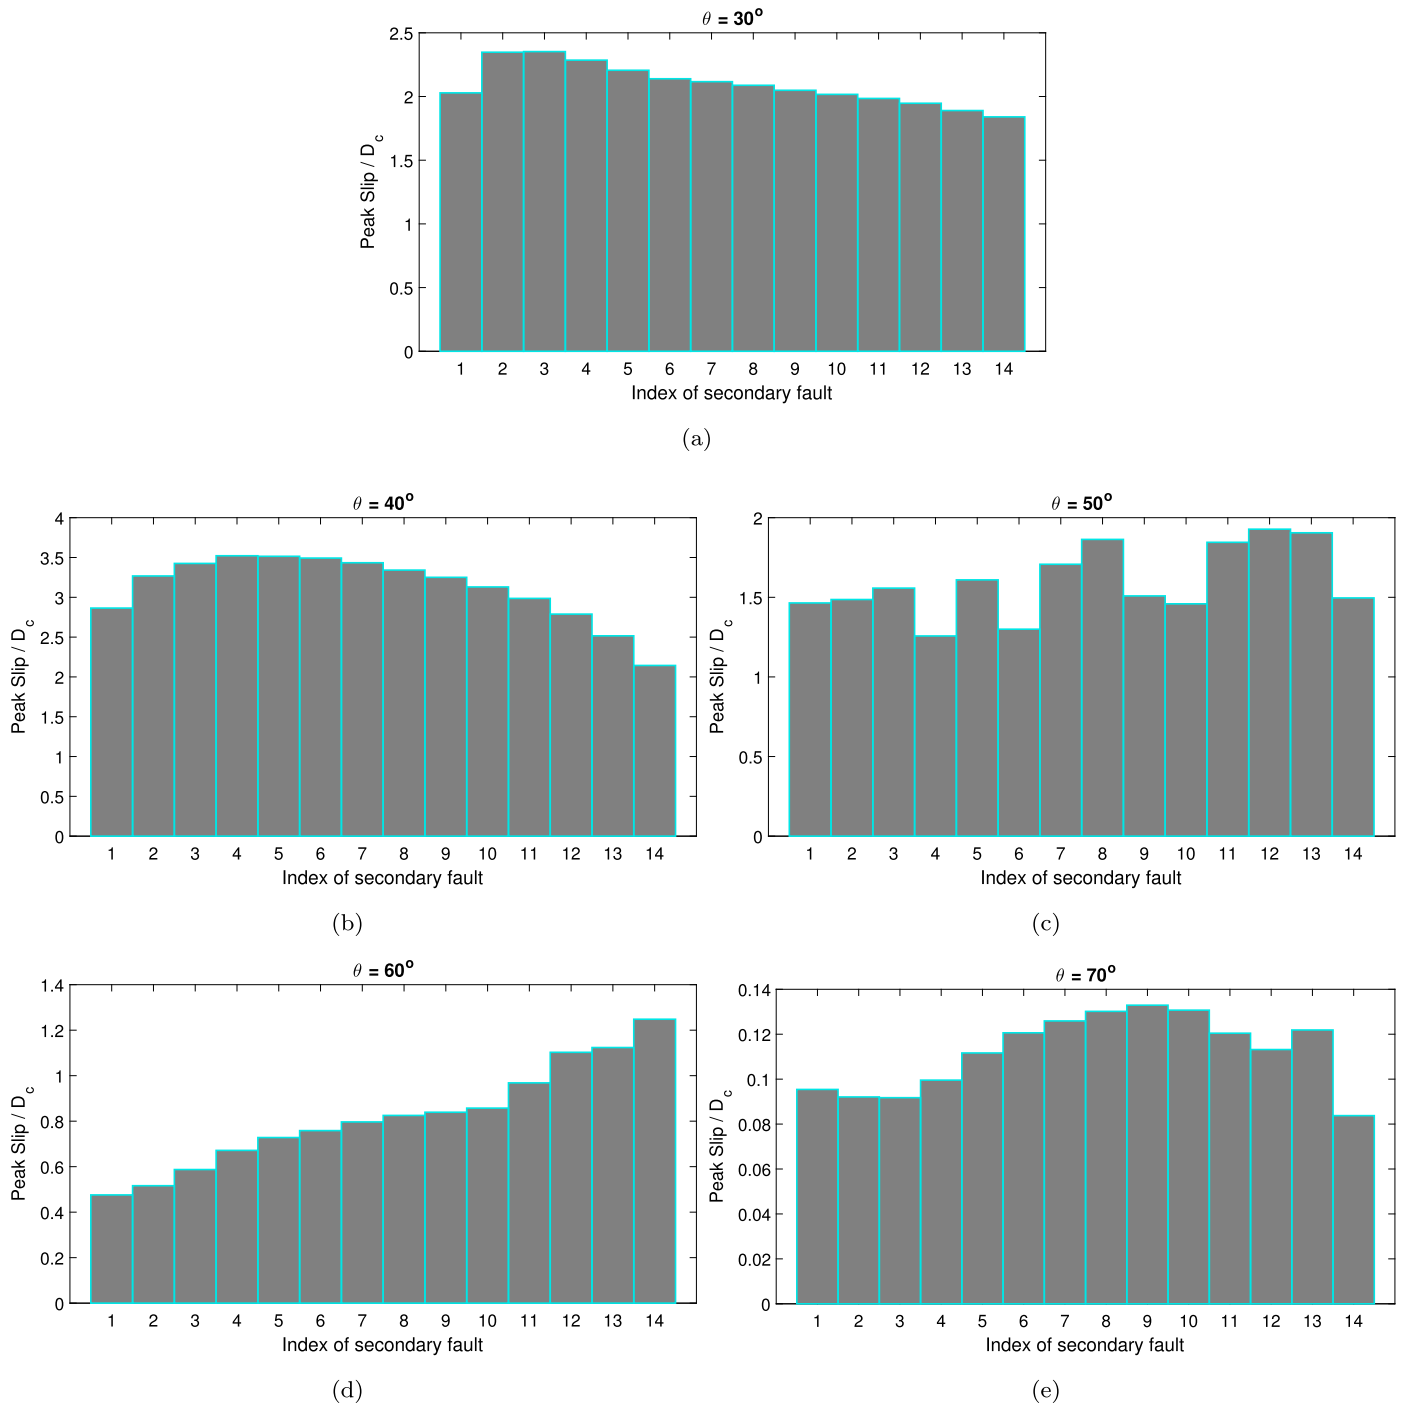 θ = 30°
2.5
2
1.5
1
0.5
0
Peak Slip / Dc
1 2 3 4 5 6 7 8 9 10 11 12 13 14
Index of secondary fault
(a)
θ = 40°
4
3.5
3
2.5
2
1.5
1
0.5
0
Peak Slip / Dc
1 2 3 4 5 6 7 8 9 10 11 12 13 14
Index of secondary fault
(b)
θ = 50°
2
1.5
1
0.5
0
Peak Slip / Dc
1 2 3 4 5 6 7 8 9 10 11 12 13 14
Index of secondary fault
(c)
θ = 60°
1.4
1.2
1
0.8
0.6
0.4
0.2
0
Peak Slip / Dc
1 2 3 4 5 6 7 8 9 10 11 12 13 14
Index of secondary fault
(d)
θ = 70°
0.14
0.12
0.1
0.08
0.06
0.04
0.02
0
Peak Slip / Dc
1 2 3 4 5 6 7 8 9 10 11 12 13 14
Index of secondary fault
(e)